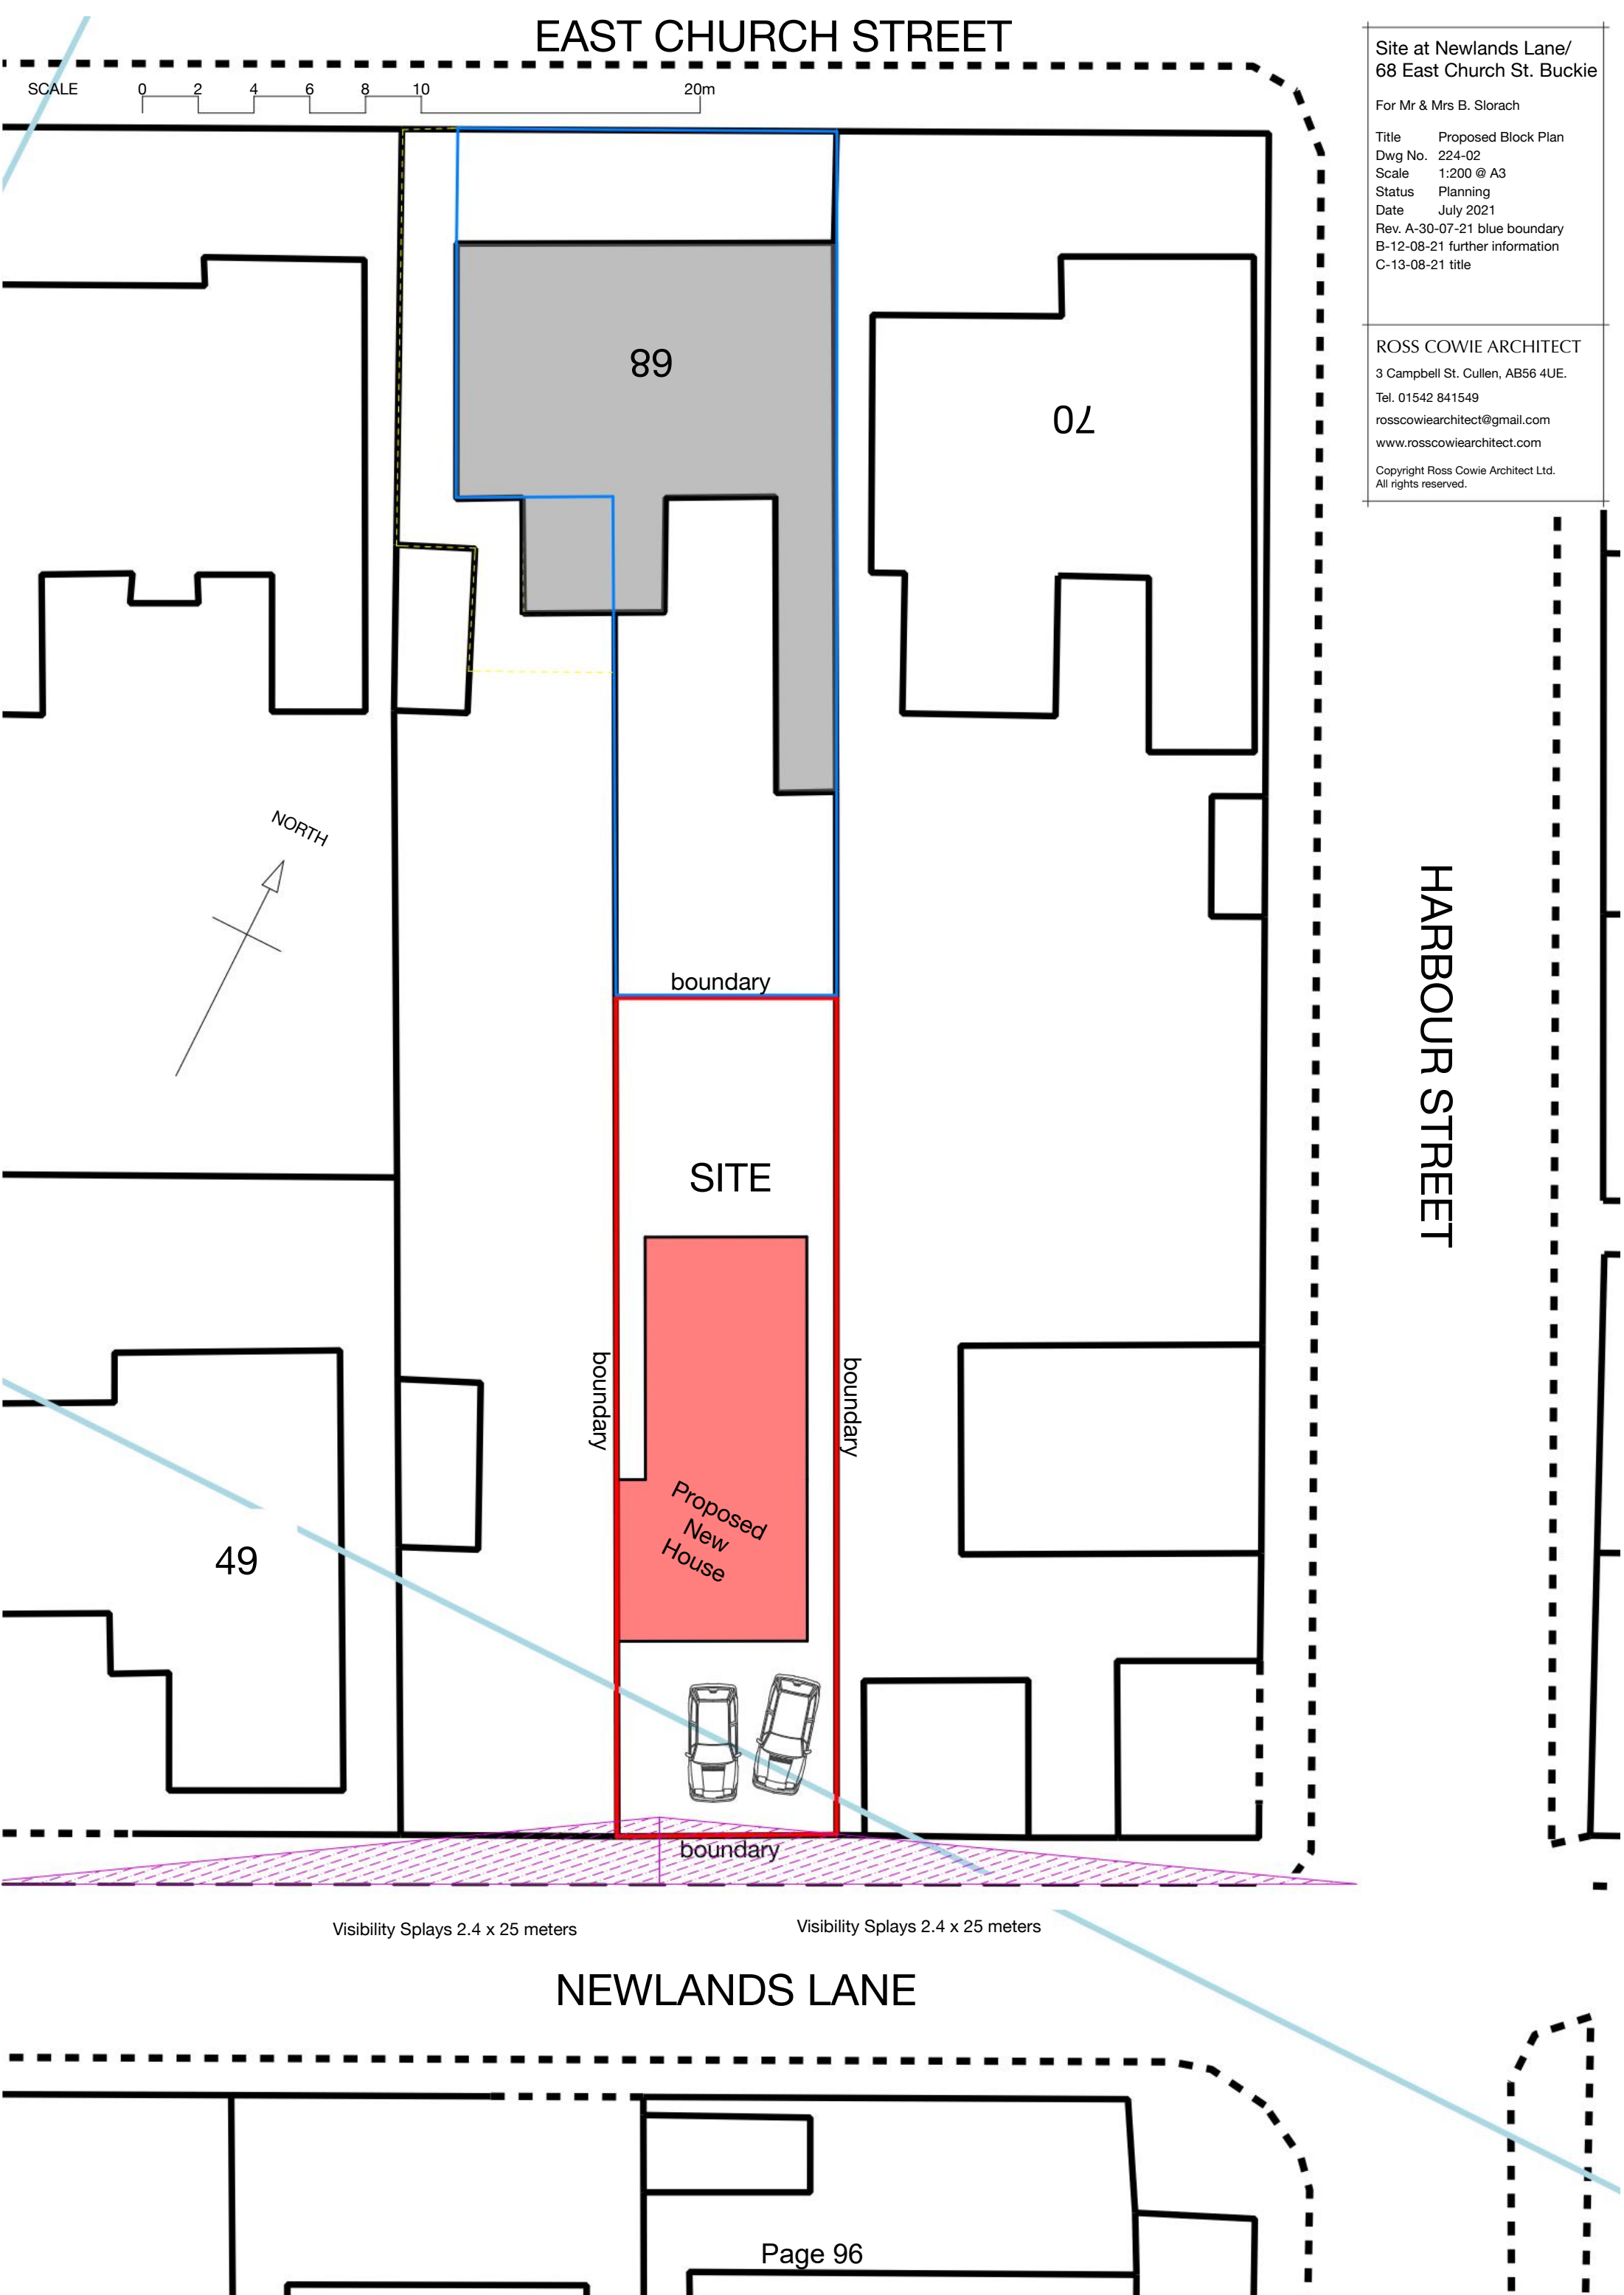 EAST CHURCH STREET
SCALE 0 2 4 6 8 10 20m
Site at Newlands Lane/
68 East Church St. Buckie
For Mr & Mrs B. Slorach
Title Proposed Block Plan
Dwg No. 224-02
Scale 1:200 @ A3
Status Planning
Date July 2021
Rev. A-30-07-21 blue boundary
B-12-08-21 further information
C-13-08-21 title
ROSS COWIE ARCHITECT
3 Campbell St. Cullen, AB56 4UE.
Tel. 01542 841549
rosscowiearchitect@gmail.com
www.rosscowiearchitect.com
Copyright Ross Cowie Architect Ltd.
All rights reserved.
68
70
NORTH
HARBOUR STREET
boundary
SITE
boundary
boundary
Proposed
New
House
49
boundary
Visibility Splays 2.4 x 25 meters
Visibility Splays 2.4 x 25 meters
NEWLANDS LANE
Page 96